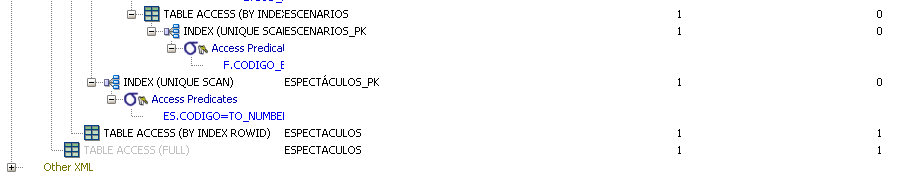 TABLE ACCESS (BY INDE ESCENARIOS 1 0
INDEX (UNIQUE SCA ESCENARIOS_PK 1 0
Access Predica
F.CODIGO_E
INDEX (UNIQUE SCAN) ESPECTÁCULOS_PK 1 0
Access Predicates
ES.CODIGO=TO_NUMBE
TABLE ACCESS (BY INDEX ROWID) ESPECTACULOS 1 1
TABLE ACCESS (FULL) ESPECTACULOS 1 1
Other XML